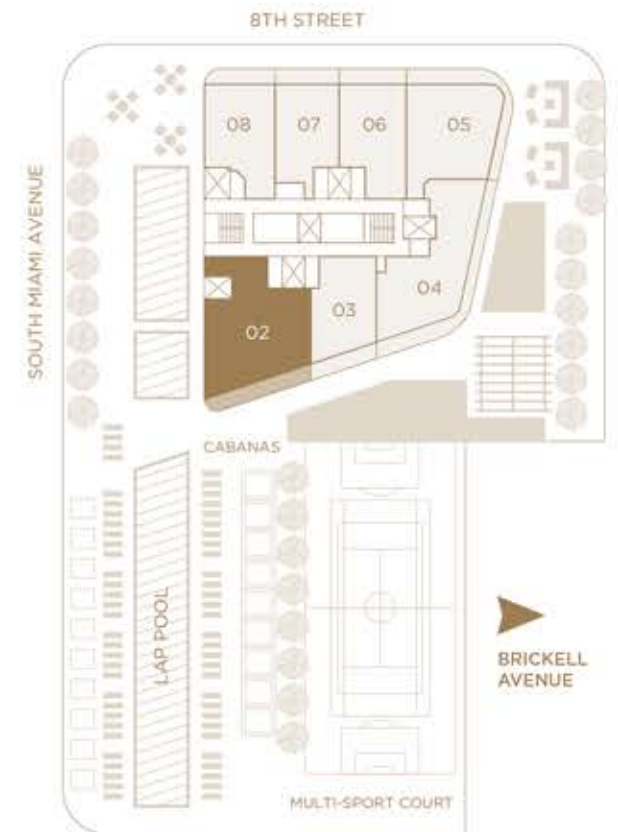 8TH STREET
SOUTH MIAMI AVENUE
08
07
06
05
04
03
02
CABANAS
LAP POOL
BRICKELL
AVENUE
MULTI-SPORT COURT